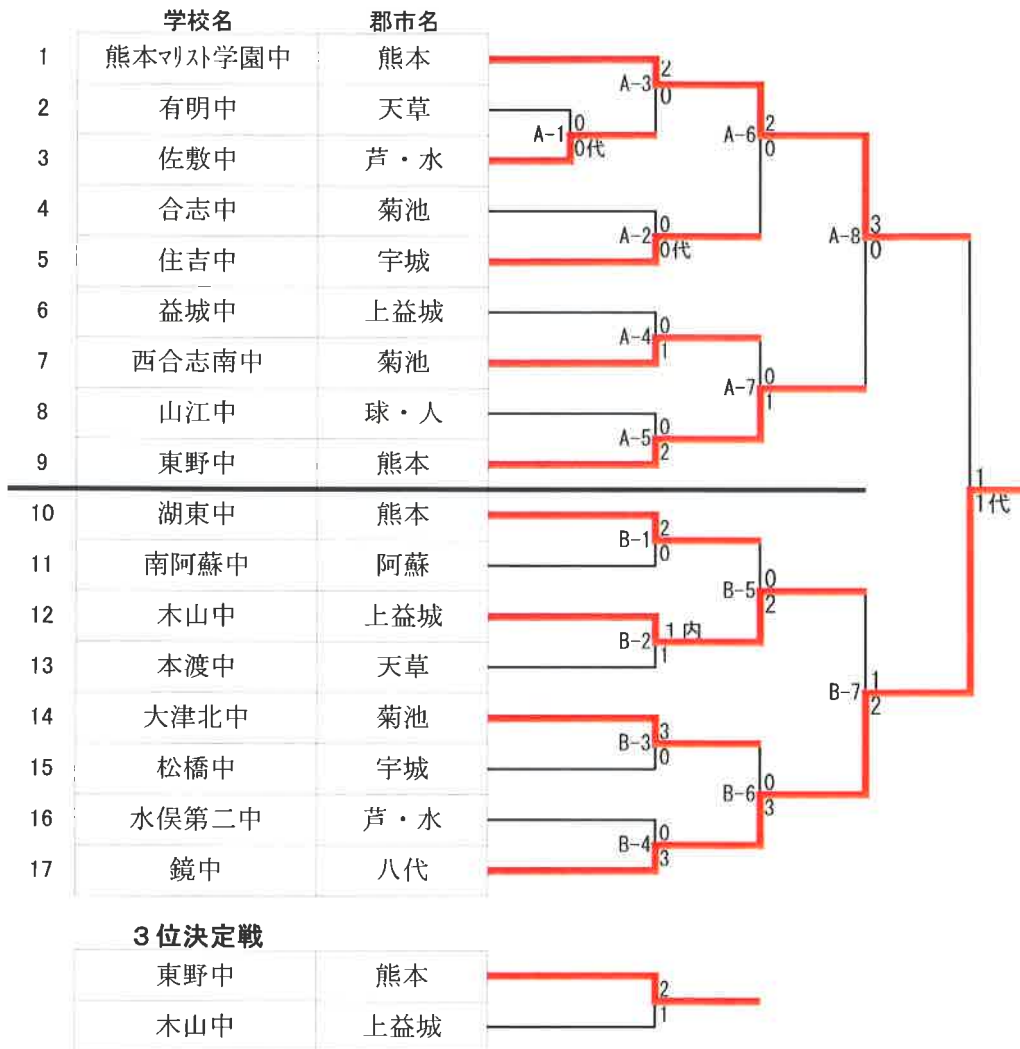 学校名 郡市名
1 熊本マリスト学園中 熊本
2 有明中 天草
3 佐敷中 芦・水
4 合志中 菊池
5 住吉中 宇城
6 益城中 上益城
7 西合志南中 菊池
8 山江中 球・人
9 東野中 熊本
10 湖東中 熊本
11 南阿蘇中 阿蘇
12 木山中 上益城
13 本渡中 天草
14 大津北中 菊池
15 松橋中 宇城
16 水俣第二中 芦・水
17 鏡中 八代
A-3 2
0
A-1 0
0代
A-6 2
0
A-2 0
0代
A-8 3
0
A-4 0
1
A-7 0
1
A-5 0
2
1
1代
B-1 2
0
B-5 0
2
B-2 1内
1
B-7 1
2
B-3 3
0
B-6 0
3
B-4 0
3
3位決定戦
東野中 熊本 2
木山中 上益城 1